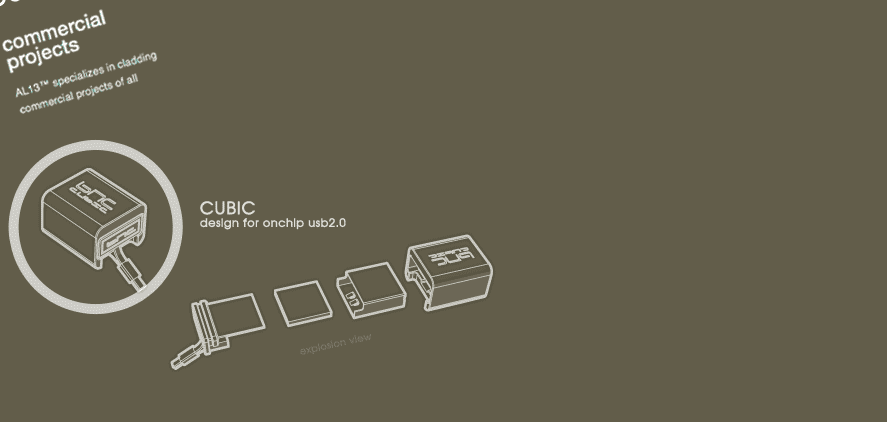 commercial
projects
AL13™ specializes in cladding
commercial projects of all
CUBIC
design for onchip usb2.0
explosion view